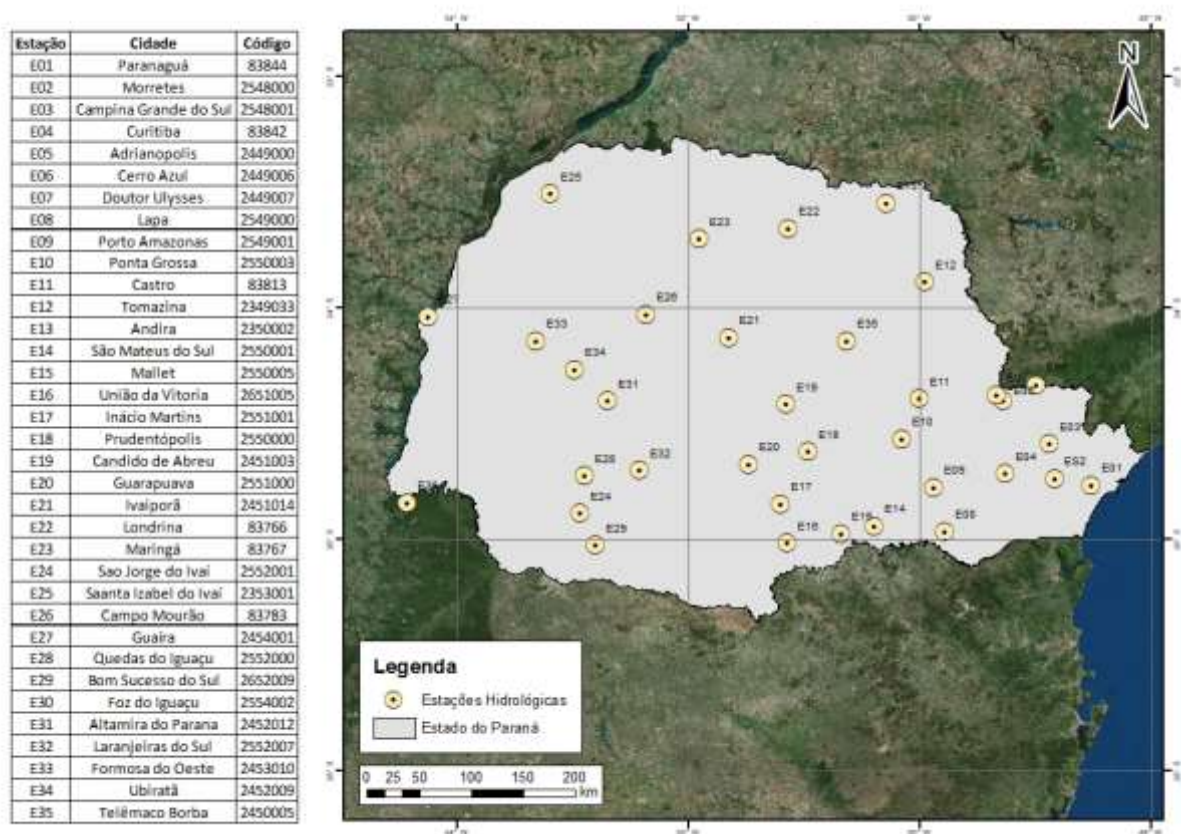 Estação Cidade Código
E01 Paranaguá 83844
E02 Morretes 2548000
E03 Campina Grande do Sul 2548001
E04 Curitiba 83842
E05 Adrianopolis 2449000
E06 Cerro Azul 2449006
E07 Doutor Ulysses 2449007
E08 Lapa 2549000
E09 Porto Amazonas 2549001
E10 Ponta Grossa 2550003
E11 Castro 83813
E12 Tomazina 2349033
E13 Andira 2350002
E14 São Mateus do Sul 2550001
E15 Mallet 2550005
E16 União da Vitoria 2651005
E17 Inácio Martins 2551001
E18 Prudentópolis 2550000
E19 Candido de Abreu 2451003
E20 Guarapuava 2551000
E21 Ivaiporã 2451014
E22 Londrina 83766
E23 Maringá 83767
E24 Sao Jorge do Ivai 2552001
E25 Saanta Izabel do Ivaí 2353001
E26 Campo Mourão 83783
E27 Guaira 2454001
E28 Quedas do Iguaçu 2552000
E29 Bom Sucesso do Sul 2652009
E30 Foz do Iguaçu 2554002
E31 Altamira do Parana 2452012
E32 Laranjeiras do Sul 2552007
E33 Formosa do Oeste 2453010
E34 Ubiratã 2452009
E35 Telêmaco Borba 2450005
N
E25
E23
E22
E12
E26
E33
E21
E35
E34
E31
E19
E11
E10
E03
E18
E20
E32
E28
E04
E02
E01
E17
E24
E14
E16
E29
Legenda
Estações Hidrológicas
Estado do Paraná
0 25 50 100 150 200
km